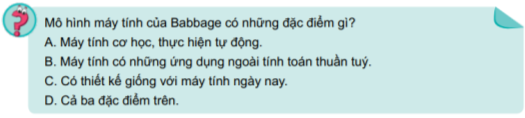 Mô hình máy tính của Babbage có những đặc điểm gì?
A. Máy tính cơ học, thực hiện tự động.
B. Máy tính có những ứng dụng ngoài tính toán thuần tuý.
C. Có thiết kế giống với máy tính ngày nay.
D. Cả ba đặc điểm trên.